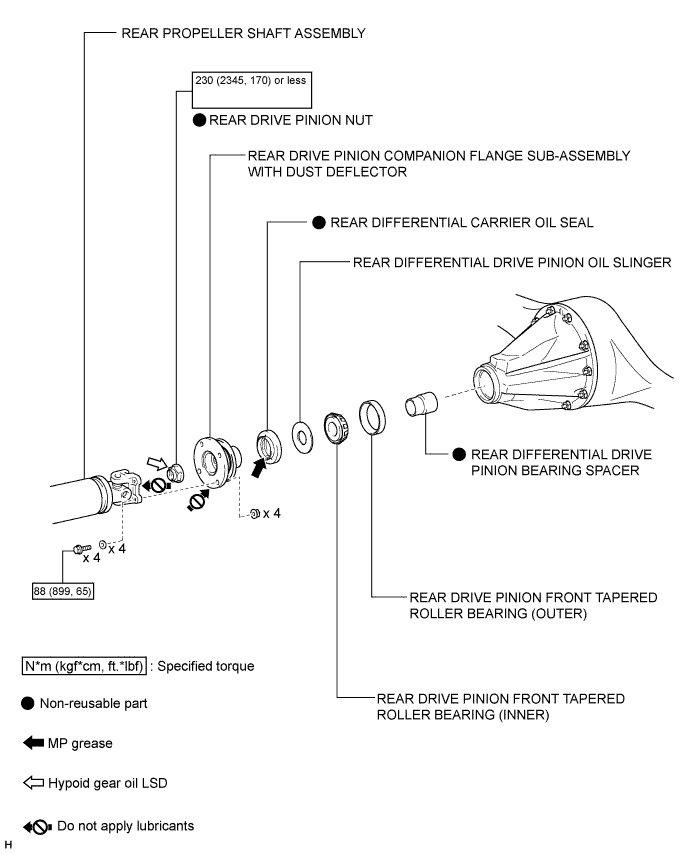 REAR PROPELLER SHAFT ASSEMBLY
230 (2345, 170) or less
REAR DRIVE PINION NUT
REAR DRIVE PINION COMPANION FLANGE SUB-ASSEMBLY
WITH DUST DEFLECTOR
REAR DIFFERENTIAL CARRIER OIL SEAL
REAR DIFFERENTIAL DRIVE PINION OIL SLINGER
REAR DIFFERENTIAL DRIVE
PINION BEARING SPACER
x 4
x 4
x 4
88 (899, 65)
REAR DRIVE PINION FRONT TAPERED
ROLLER BEARING (OUTER)
REAR DRIVE PINION FRONT TAPERED
ROLLER BEARING (INNER)
N*m (kgf*cm, ft.*lbf) : Specified torque
Non-reusable part
MP grease
Hypoid gear oil LSD
Do not apply lubricants
H